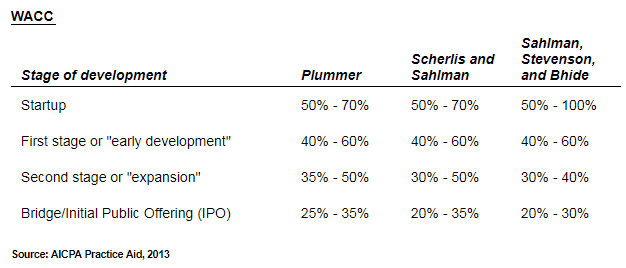 WACC
Sahlman,
Scherlis and Stevenson,
Stage of development Plummer Sahlman and Bhide
Startup 50% - 70% 50% - 70% 50% - 100%
First stage or "early development" 40% - 60% 40% - 60% 40% - 60%
Second stage or "expansion" 35% - 50% 30% - 50% 30% - 40%
Bridge/Initial Public Offering (IPO) 25% - 35% 20% - 35% 20% - 30%
Source: AICPA Practice Aid, 2013